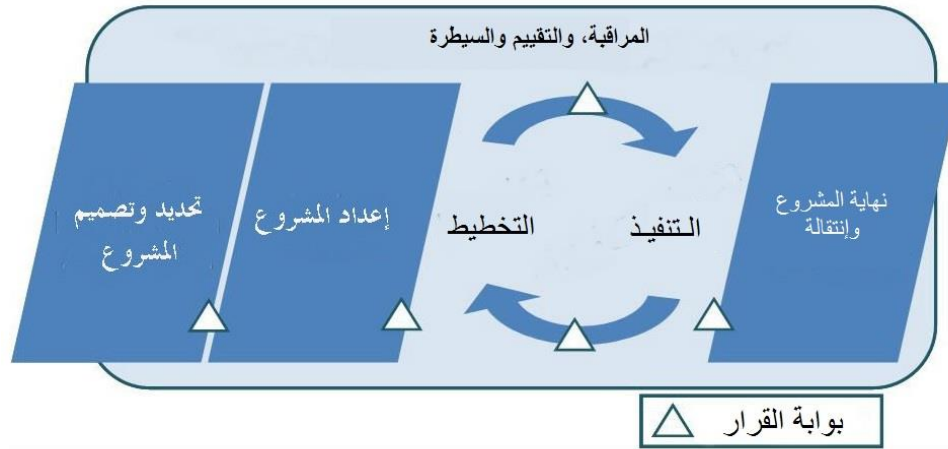 المراقبة، والتقييم والسيطرة
تحديد وتصميم
المشروع
إعداد المشروع
التخطيط
التنفيذ
نهاية المشروع
وإنتقالة
بوابة القرار